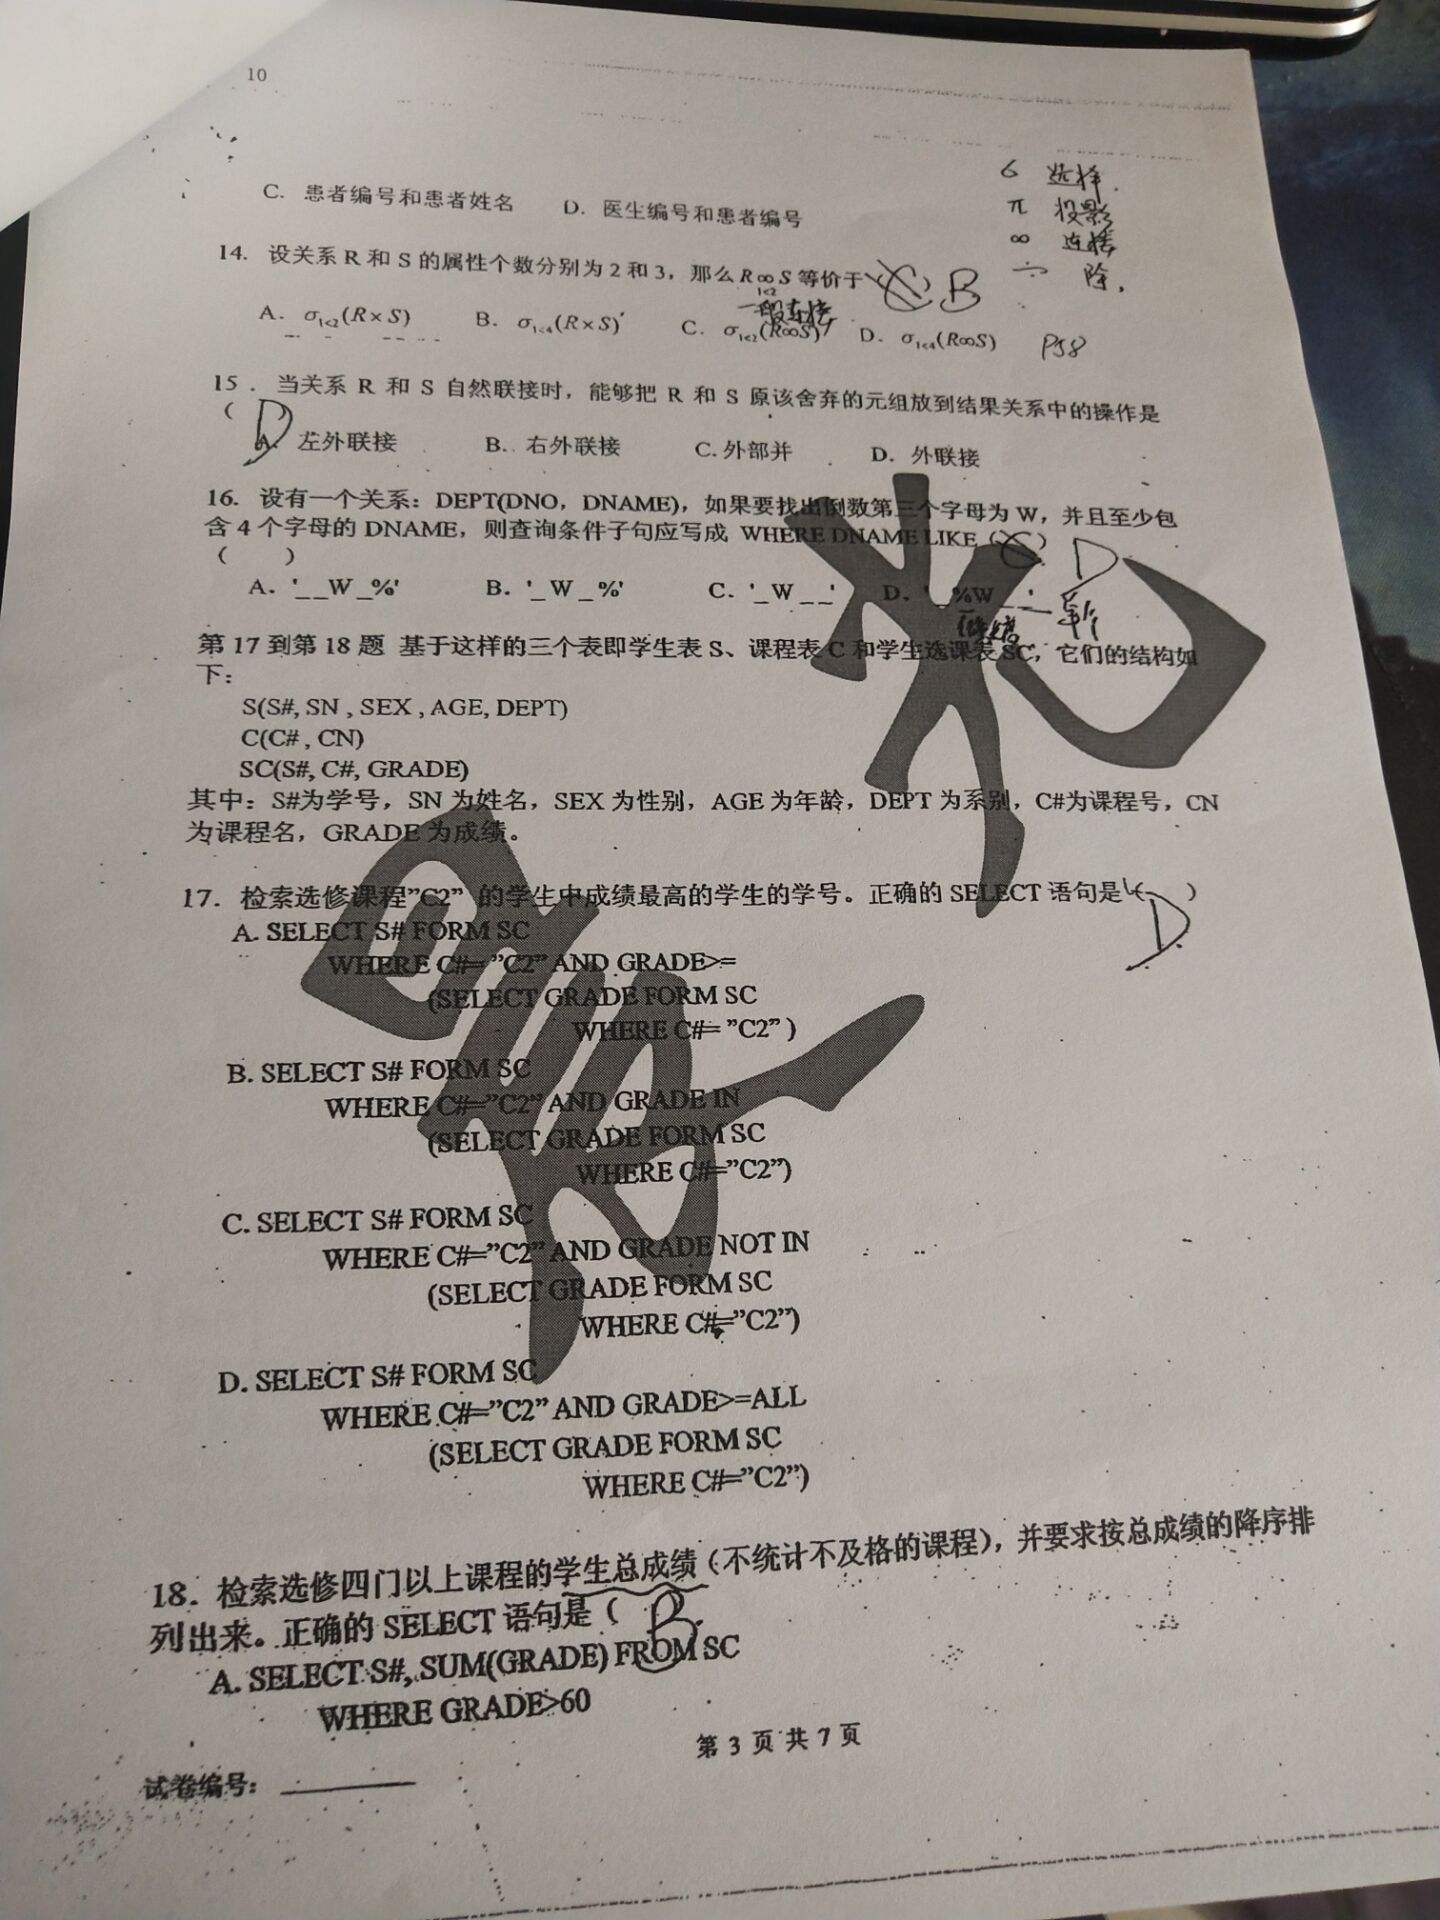 10
C. 患者编号和患者姓名 D. 医生编号和患者编号
б 选择.
π 投影
∞ 连接
÷ 除.
14. 设关系 R 和 S 的属性个数分别为 2 和 3，那么 R∞S 等价于( ) B
1<2
一般连接
A. σ1<2(R×S) B. σ1<4(R×S) C. σ1<2(R∞S) D. σ1<4(R∞S) P58
15 . 当关系 R 和 S 自然联接时，能够把 R 和 S 原该舍弃的元组放到结果关系中的操作是
( D )
A. 左外联接 B. 右外联接 C. 外部并 D. 外联接
16. 设有一个关系：DEPT(DNO，DNAME)，如果要找出倒数第三个字母为 W，并且至少包
含 4 个字母的 DNAME，则查询条件子句应写成 WHERE DNAME LIKE (C) D
( )
A. '__W_%' B. '_W_%' C. '_W__' D. '_%W__'
第 17 到第 18 题 基于这样的三个表即学生表 S、课程表 C 和学生选课表 SC，它们的结构如
下：
S(S#, SN , SEX , AGE, DEPT)
C(C# , CN)
SC(S#, C#, GRADE)
其中：S#为学号，SN 为姓名，SEX 为性别，AGE 为年龄，DEPT 为系别，C#为课程号，CN
为课程名，GRADE 为成绩。
17. 检索选修课程”C2” 的学生中成绩最高的学生的学号。正确的 SELECT 语句是( )
D
A. SELECT S# FORM SC
WHERE C#= ”C2” AND GRADE>=
(SELECT GRADE FORM SC
WHERE C#= ”C2” )
B. SELECT S# FORM SC
WHERE C#=”C2” AND GRADE IN
(SELECT GRADE FORM SC
WHERE C#=”C2”)
C. SELECT S# FORM SC
WHERE C#=”C2” AND GRADE NOT IN
(SELECT GRADE FORM SC
WHERE C#=”C2”)
D. SELECT S# FORM SC
WHERE C#=”C2” AND GRADE>=ALL
(SELECT GRADE FORM SC
WHERE C#=”C2”)
18. 检索选修四门以上课程的学生总成绩（不统计不及格的课程)，并要求按总成绩的降序排
列出来。正确的 SELECT 语句是 ( B
A. SELECT S#, SUM(GRADE) FROM SC
WHERE GRADE>60
第 3 页 共 7 页
试卷编号：